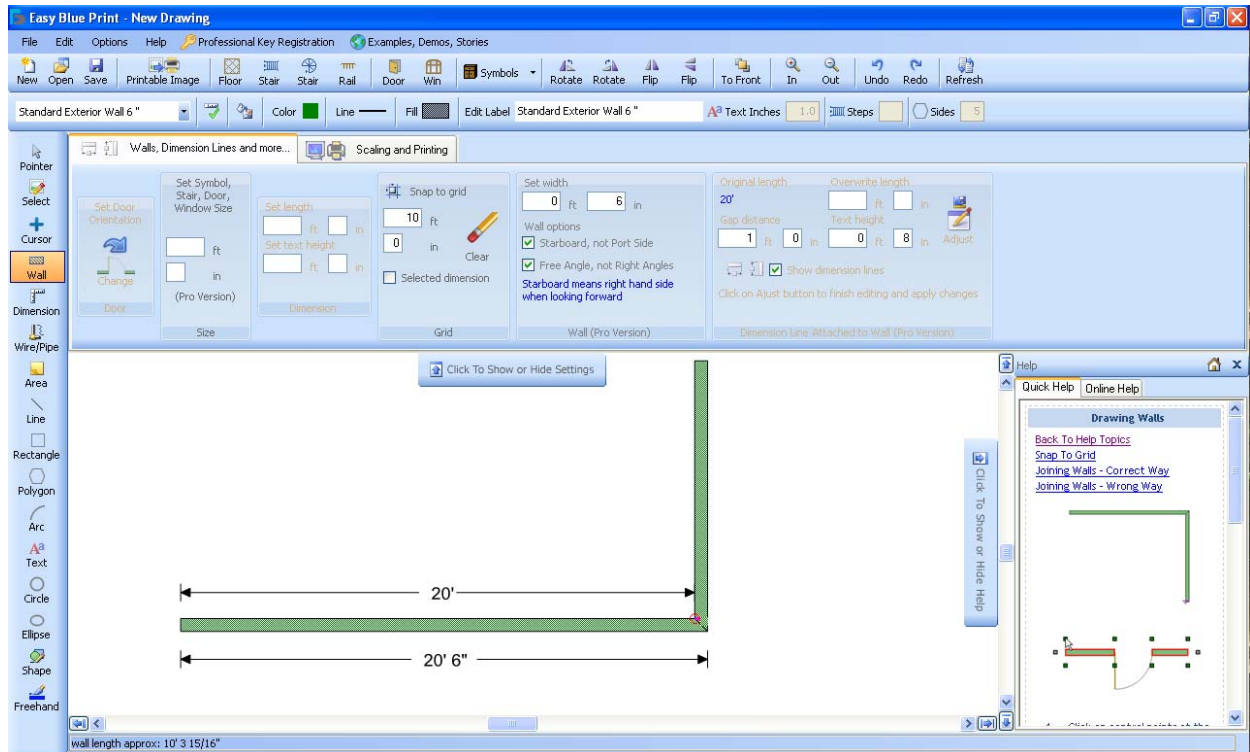 Easy Blue Print - New Drawing
File Edit Options Help Professional Key Registration Examples, Demos, Stories
New Open Save Printable Image Floor Stair Stair Rail Door Win Symbols Rotate Rotate Flip Flip To Front In Out Undo Redo Refresh
Standard Exterior Wall 6 " Color Line Fill Edit Label Standard Exterior Wall 6 " Text Inches 1.0 Steps Sides 5
Pointer
Select
Cursor
Wall
Dimension
Wire/Pipe
Area
Line
Rectangle
Polygon
Arc
Text
Circle
Ellipse
Shape
Freehand
Walls, Dimension Lines and more... Scaling and Printing
Set Door
Orientation
Change
Door
Set Symbol,
Stair, Door,
Window Size
ft
in
(Pro Version)
Size
Set length
ft in
Set text height
ft in
Dimension
Snap to grid
10 ft
0 in
Clear
Selected dimension
Grid
Set width
0 ft 6 in
Wall options
Starboard, not Port Side
Free Angle, not Right Angles
Starboard means right hand side
when looking forward
Wall (Pro Version)
Original length Overwrite length
20' ft in
Gap distance Text height
1 ft 0 in 0 ft 8 in Adjust
Show dimension lines
Click on Ajust button to finish editing and apply changes
Dimension Line Attached to Wall (Pro Version)
Click To Show or Hide Settings
20'
20' 6"
Click To Show or Hide Help
Help
Quick Help Online Help
Drawing Walls
Back To Help Topics
Snap To Grid
Joining Walls - Correct Way
Joining Walls - Wrong Way
wall length approx: 10' 3 15/16"